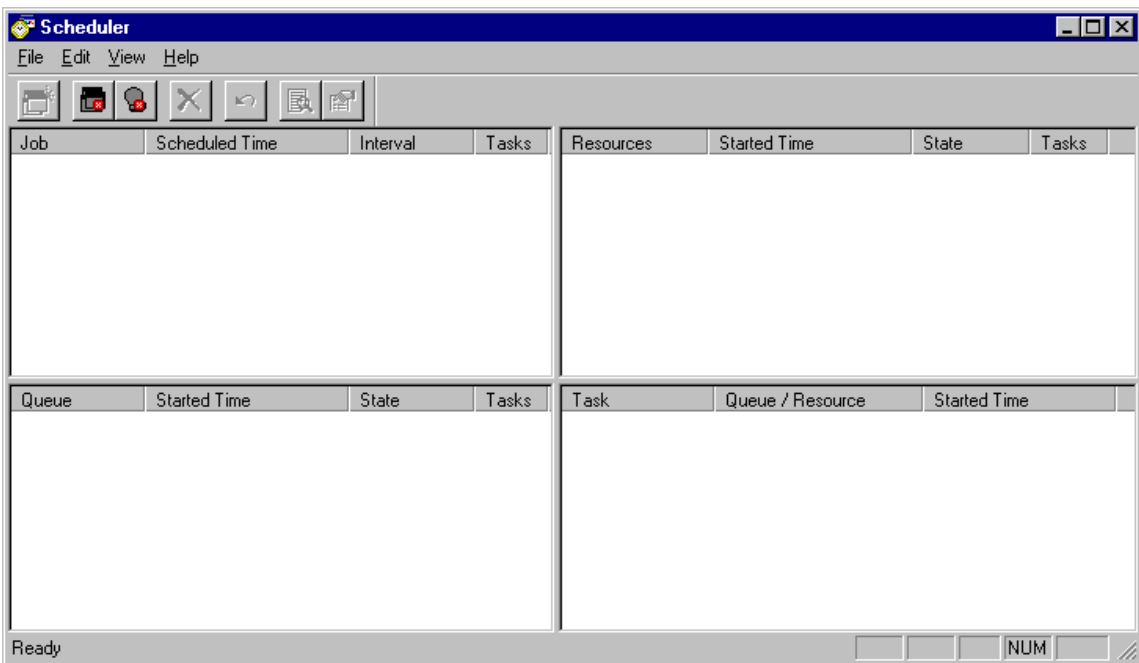 Scheduler
File Edit View Help
Job Scheduled Time Interval Tasks
Resources Started Time State Tasks
Queue Started Time State Tasks
Task Queue / Resource Started Time
Ready NUM